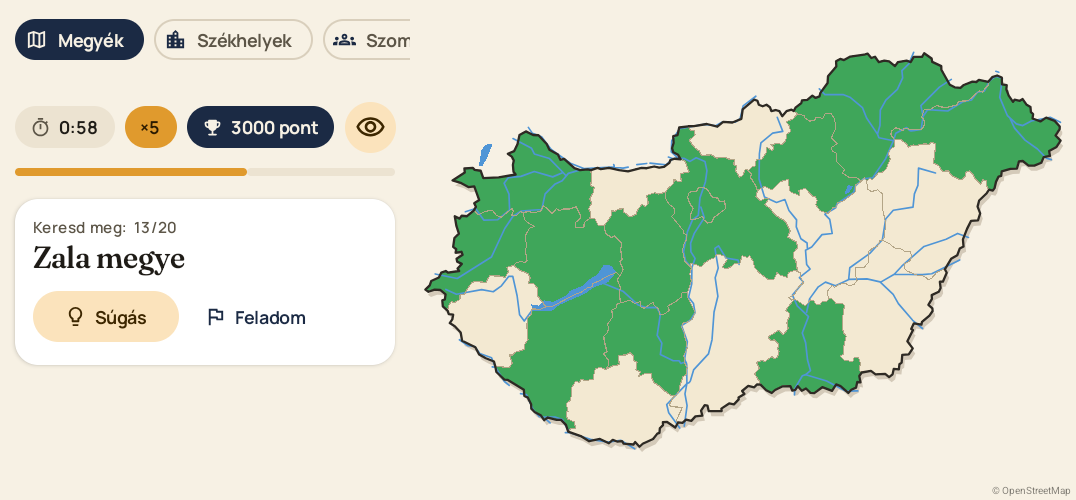 Megyék
Székhelyek
Szom
0:58
×5
3000 pont
Keresd meg: 13/20
Zala megye
Súgás
Feladom
© OpenStreetMap